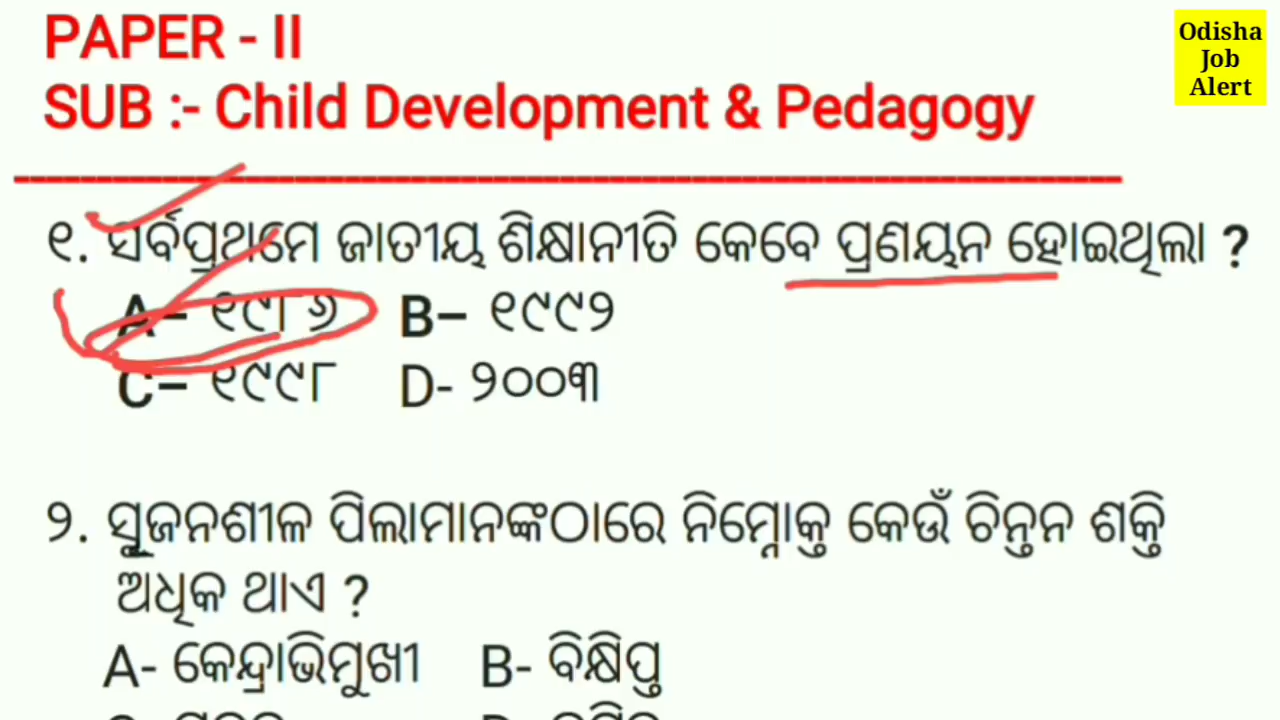 PAPER - II
SUB :- Child Development & Pedagogy
Odisha
Job
Alert
୧. ସର୍ବପ୍ରଥମେ ଜାତୀୟ ଶିକ୍ଷାନୀତି କେବେ ପ୍ରଣୟନ ହୋଇଥିଲା ?
A– ୧୯୮୬ B– ୧୯୯୨
C– ୧୯୯୮ D- ୨୦୦୩
୨. ସୃଜନଶୀଳ ପିଲାମାନଙ୍କଠାରେ ନିମ୍ନୋକ୍ତ କେଉଁ ଚିନ୍ତନ ଶକ୍ତି
ଅଧିକ ଥାଏ ?
A- କେନ୍ଦ୍ରାଭିମୁଖୀ B- ବିକ୍ଷିପ୍ତ